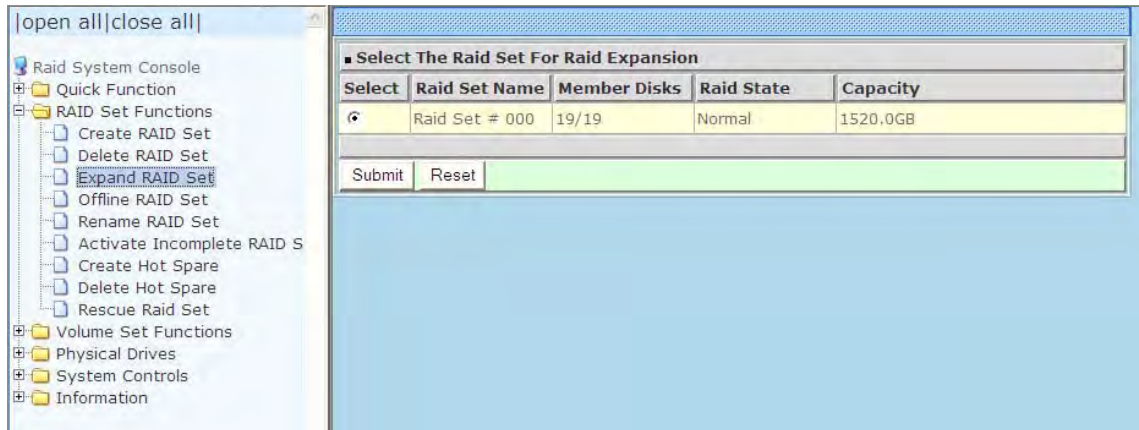 |open all|close all|
Raid System Console
Quick Function
RAID Set Functions
Create RAID Set
Delete RAID Set
Expand RAID Set
Offline RAID Set
Rename RAID Set
Activate Incomplete RAID S
Create Hot Spare
Delete Hot Spare
Rescue Raid Set
Volume Set Functions
Physical Drives
System Controls
Information
Select The Raid Set For Raid Expansion
Select Raid Set Name Member Disks Raid State Capacity
Raid Set # 000 19/19 Normal 1520.0GB
Submit Reset